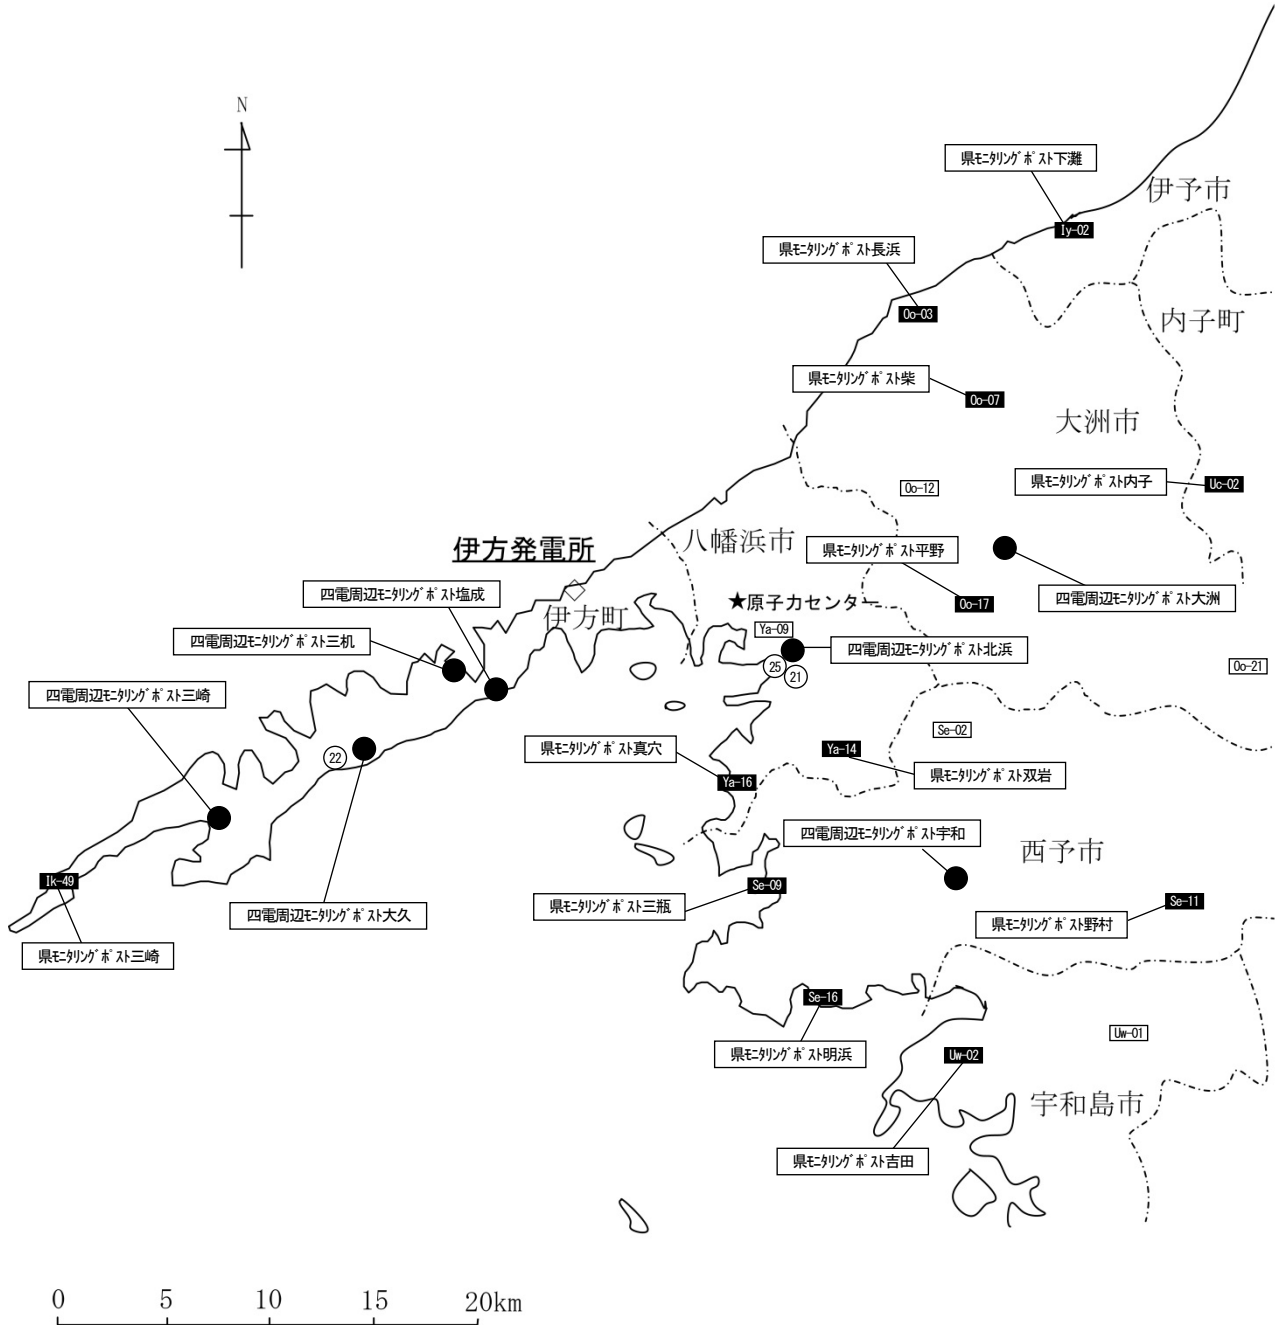 N
県ﾓﾆﾀﾘﾝｸﾞﾎﾟｽﾄ下灘
伊予市
Iy-02
県ﾓﾆﾀﾘﾝｸﾞﾎﾟｽﾄ長浜
Oo-03
内子町
県ﾓﾆﾀﾘﾝｸﾞﾎﾟｽﾄ柴
Oo-07
大洲市
県ﾓﾆﾀﾘﾝｸﾞﾎﾟｽﾄ内子
Uc-02
Oo-12
伊方発電所
八幡浜市
県ﾓﾆﾀﾘﾝｸﾞﾎﾟｽﾄ平野
四電周辺ﾓﾆﾀﾘﾝｸﾞﾎﾟｽﾄ塩成
伊方町
★原子力センター
Oo-17
四電周辺ﾓﾆﾀﾘﾝｸﾞﾎﾟｽﾄ大洲
Ya-09
四電周辺ﾓﾆﾀﾘﾝｸﾞﾎﾟｽﾄ三机
四電周辺ﾓﾆﾀﾘﾝｸﾞﾎﾟｽﾄ北浜
25
21
Oo-21
四電周辺ﾓﾆﾀﾘﾝｸﾞﾎﾟｽﾄ三崎
Se-02
22
県ﾓﾆﾀﾘﾝｸﾞﾎﾟｽﾄ真穴
Ya-14
県ﾓﾆﾀﾘﾝｸﾞﾎﾟｽﾄ双岩
Ya-16
四電周辺ﾓﾆﾀﾘﾝｸﾞﾎﾟｽﾄ宇和
西予市
Ik-49
Se-09
Se-11
県ﾓﾆﾀﾘﾝｸﾞﾎﾟｽﾄ三瓶
四電周辺ﾓﾆﾀﾘﾝｸﾞﾎﾟｽﾄ大久
県ﾓﾆﾀﾘﾝｸﾞﾎﾟｽﾄ野村
県ﾓﾆﾀﾘﾝｸﾞﾎﾟｽﾄ三崎
Se-16
Uw-01
県ﾓﾆﾀﾘﾝｸﾞﾎﾟｽﾄ明浜
Uw-02
宇和島市
県ﾓﾆﾀﾘﾝｸﾞﾎﾟｽﾄ吉田
0 5 10 15 20km